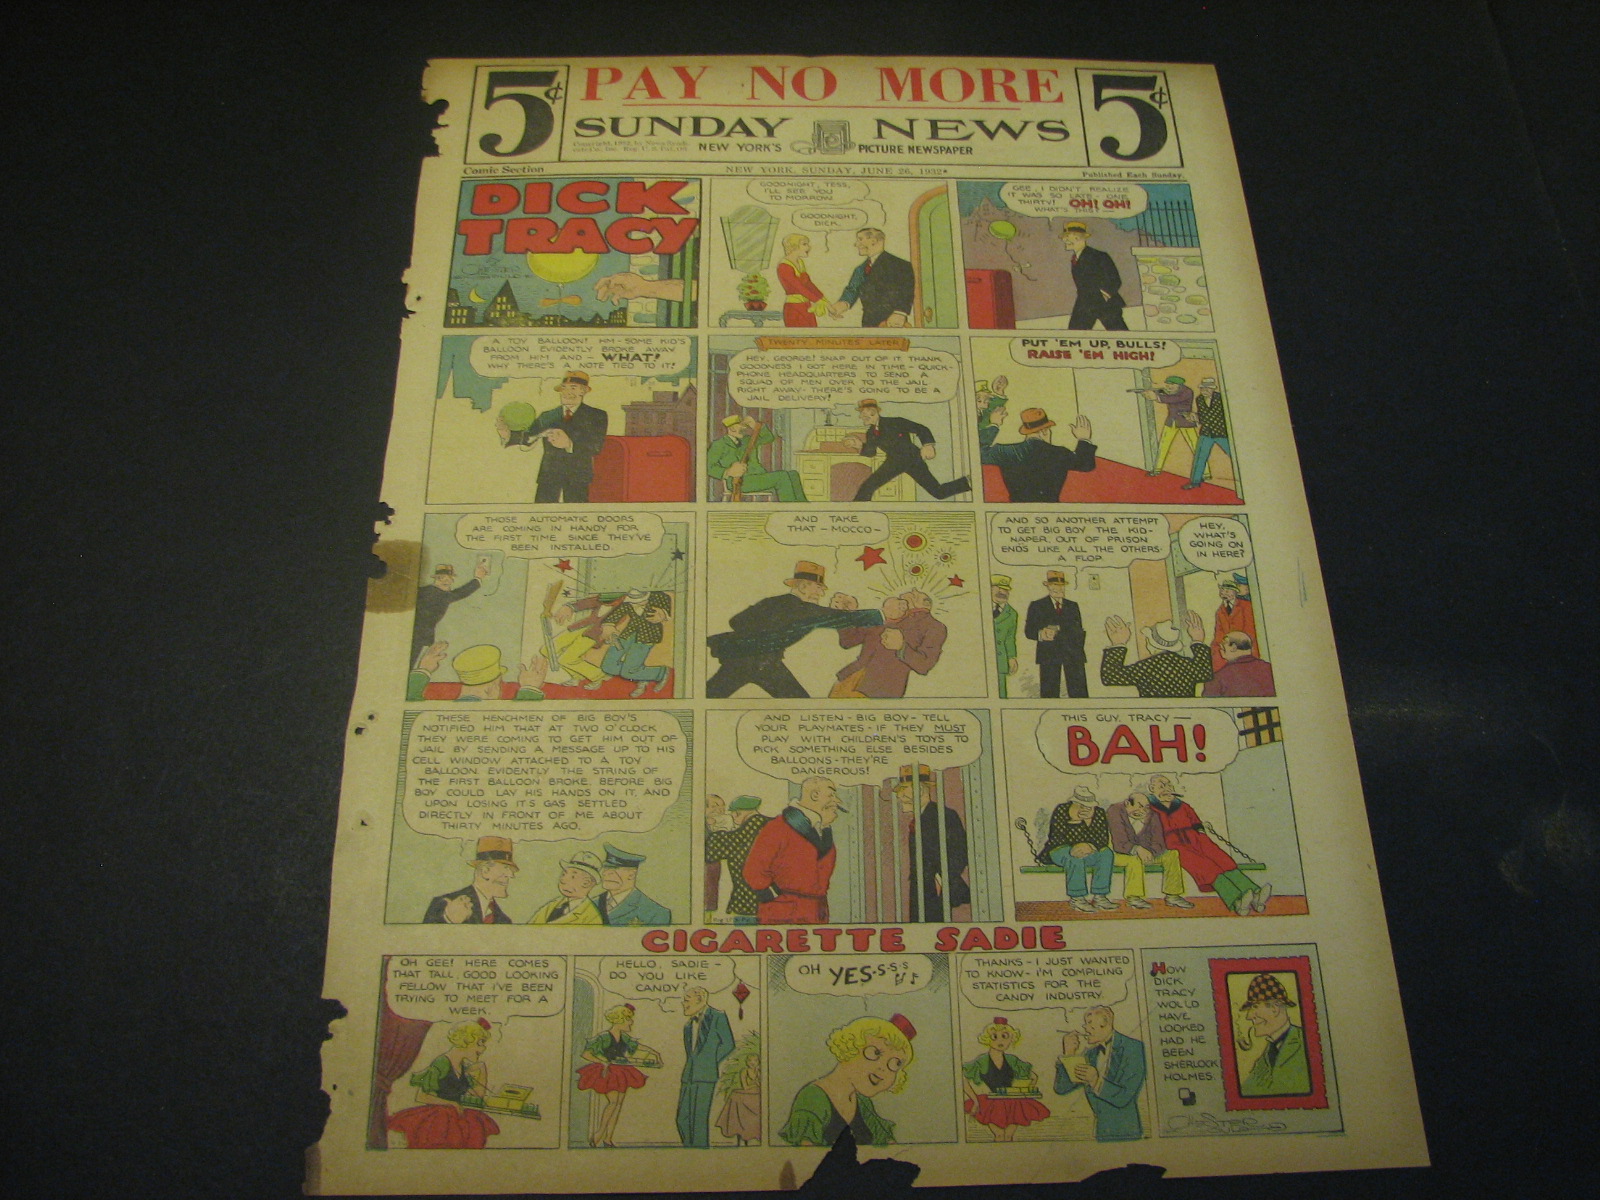 5¢ PAY NO MORE 5¢
SUNDAY NEWS
NEW YORK'S PICTURE NEWSPAPER
Comic Section
NEW YORK, SUNDAY, JUNE 26, 1932
Published Each Sunday.
DICK
TRACY
GOODNIGHT, TESS,
I'LL SEE YOU
TO MORROW.
GOODNIGHT,
DICK.
GEE, I DIDN'T REALIZE
IT WAS SO LATE - ONE
THIRTY! OH! OH!
WHAT'S THIS? —
A TOY BALLOON! HM - SOME KID'S
BALLOON EVIDENTLY BROKE AWAY
FROM HIM AND - WHAT?
WHY THERE'S A NOTE TIED TO IT!
TWENTY MINUTES LATER
HEY, GEORGE! SNAP OUT OF IT. THANK
GOODNESS I GOT HERE IN TIME - QUICK -
PHONE HEADQUARTERS TO SEND A
SQUAD OF MEN OVER TO THE JAIL
RIGHT AWAY - THERE'S GOING TO BE A
JAIL DELIVERY!
PUT 'EM UP, BULLS!
RAISE 'EM HIGH!
THOSE AUTOMATIC DOORS
ARE COMING IN HANDY FOR
THE FIRST TIME SINCE THEY'VE
BEEN INSTALLED.
AND TAKE
THAT - MOCCO -
AND SO ANOTHER ATTEMPT
TO GET BIG BOY THE KID-
NAPER, OUT OF PRISON
ENDS LIKE ALL THE OTHERS
A FLOP.
HEY,
WHAT'S
GOING ON
IN HERE?
THESE HENCHMEN OF BIG BOY'S
NOTIFIED HIM THAT AT TWO O'CLOCK
THEY WERE COMING TO GET HIM OUT OF
JAIL BY SENDING A MESSAGE UP TO HIS
CELL WINDOW ATTACHED TO A TOY
BALLOON. EVIDENTLY THE STRING OF
THE FIRST BALLOON BROKE, BEFORE BIG
BOY COULD LAY HIS HANDS ON IT, AND
UPON LOSING ITS GAS SETTLED
DIRECTLY IN FRONT OF ME ABOUT
THIRTY MINUTES AGO.
AND LISTEN - BIG BOY - TELL
YOUR PLAYMATES - IF THEY MUST
PLAY WITH CHILDREN'S TOYS TO
PICK SOMETHING ELSE BESIDES
BALLOONS - THEY'RE
DANGEROUS!
THIS GUY, TRACY —
BAH!
CIGARETTE SADIE
OH GEE! HERE COMES
THAT TALL, GOOD LOOKING
FELLOW THAT I'VE BEEN
TRYING TO MEET FOR A
WEEK.
HELLO, SADIE -
DO YOU LIKE
CANDY?
OH YES-S-S-S
THANKS - I JUST WANTED
TO KNOW - I'M COMPILING
STATISTICS FOR THE
CANDY INDUSTRY.
HOW
DICK
TRACY
WOULD
HAVE
LOOKED
HAD HE
BEEN
SHERLOCK
HOLMES.